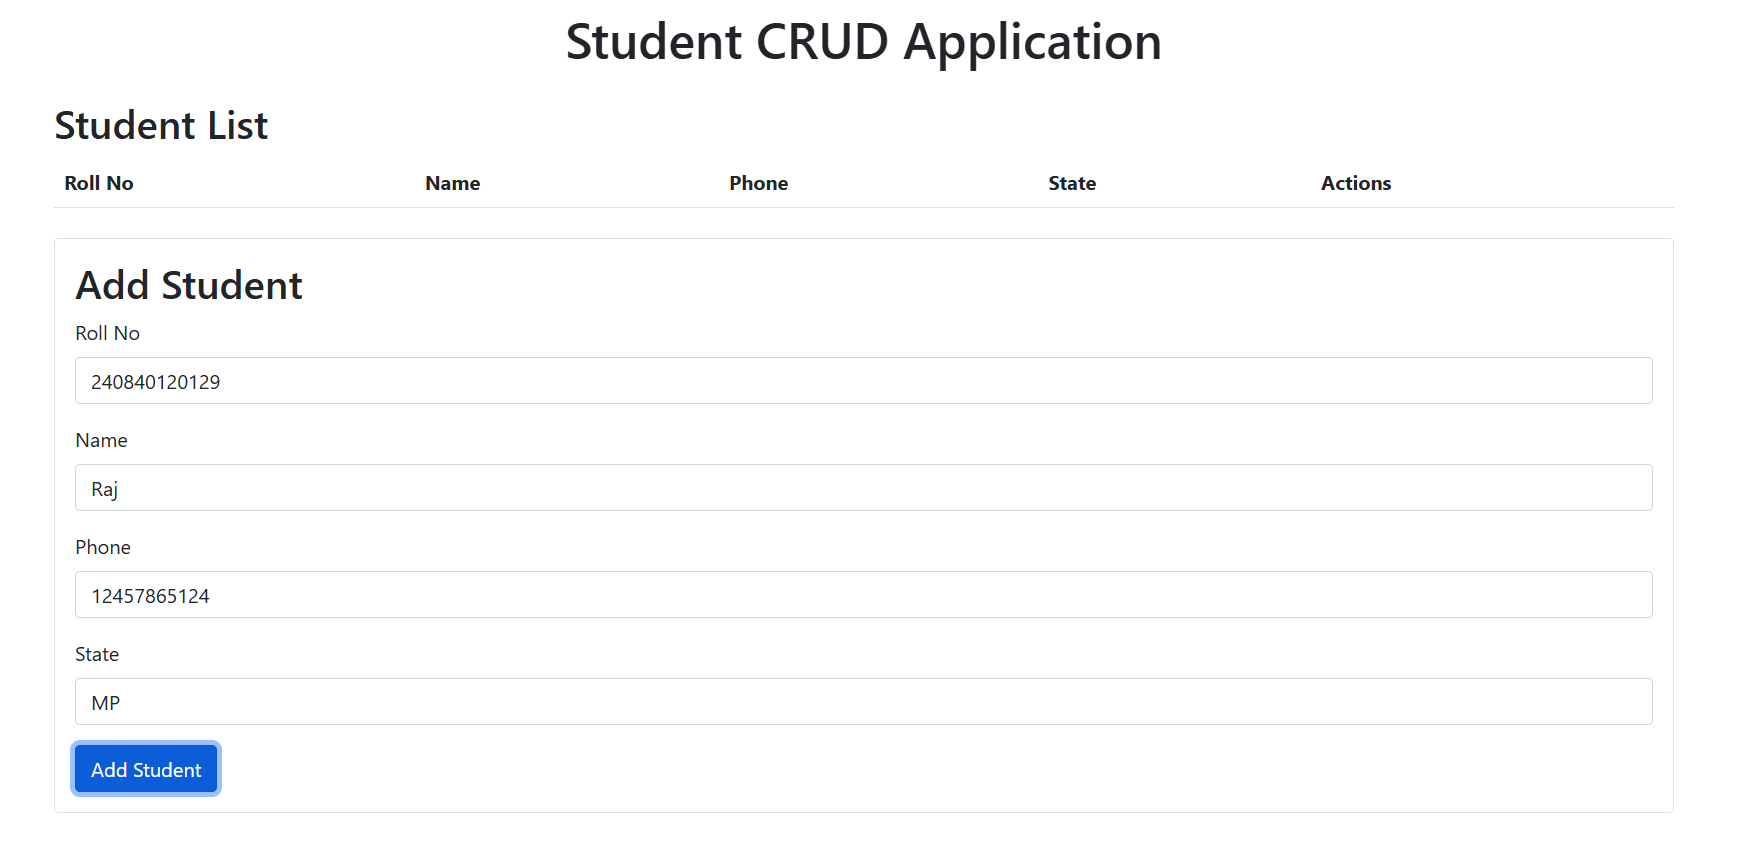 Student CRUD Application
Student List
Roll No Name Phone State Actions
Add Student
Roll No
240840120129
Name
Raj
Phone
12457865124
State
MP
Add Student